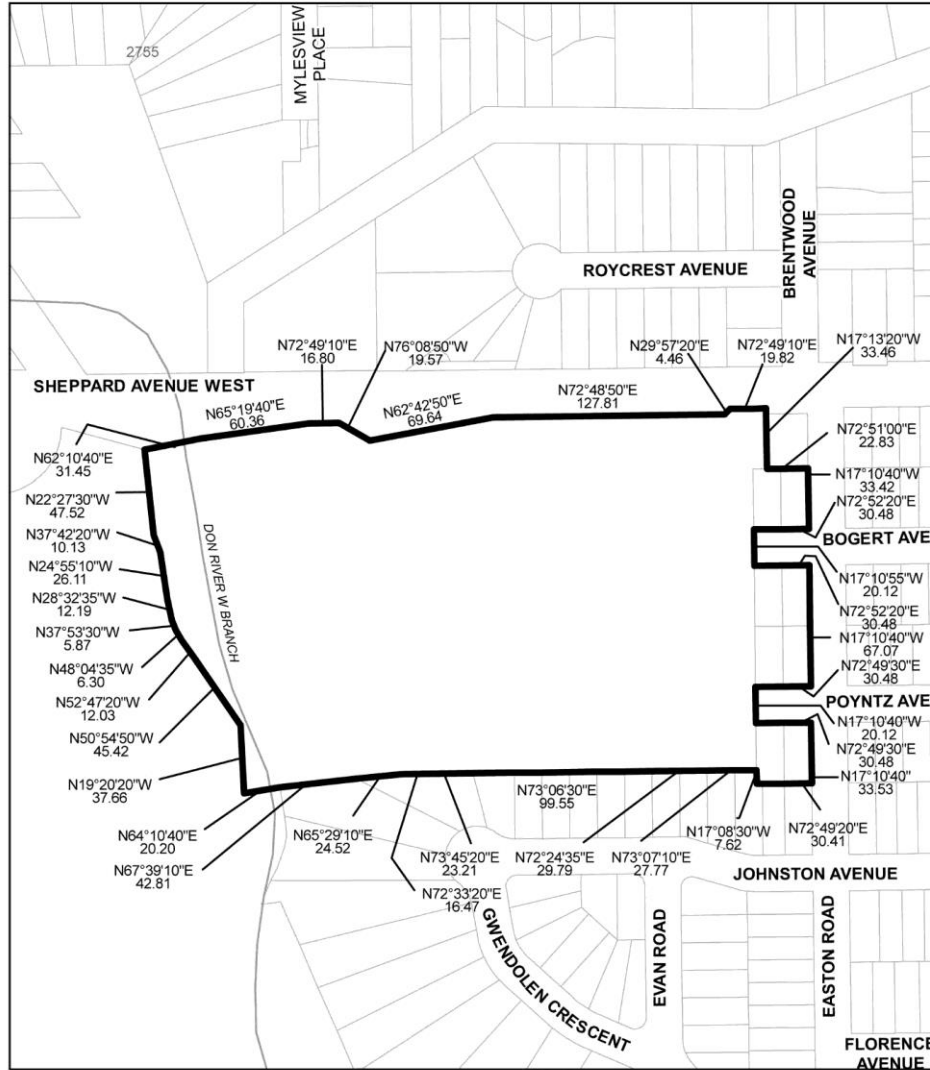 2755
MYLESVIEW
PLACE
BRENTWOOD
AVENUE
ROYCREST AVENUE
N72°49'10"E
16.80
N76°08'50"W
19.57
N29°57'20"E
4.46
N72°49'10"E
19.82
N17°13'20"W
33.46
SHEPPARD AVENUE WEST
N65°19'40"E
60.36
N62°42'50"E
69.64
N72°48'50"E
127.81
N62°10'40"E
31.45
N72°51'00"E
22.83
N22°27'30"W
47.52
N17°10'40"W
33.42
N37°42'20"W
10.13
N72°52'20"E
30.48
BOGERT AVE
N24°55'10"W
26.11
DON RIVER W BRANCH
N17°10'55"W
20.12
N28°32'35"W
12.19
N72°52'20"E
30.48
N37°53'30"W
5.87
N17°10'40"W
67.07
N48°04'35"W
6.30
N72°49'30"E
30.48
N52°47'20"W
12.03
POYNTZ AVE
N50°54'50"W
45.42
N17°10'40"W
20.12
N72°49'30"E
30.48
N19°20'20"W
37.66
N17°10'40"
33.53
N64°10'40"E
20.20
N65°29'10"E
24.52
N73°06'30"E
99.55
N17°08'30"W
7.62
N72°49'20"E
30.41
N67°39'10"E
42.81
N73°45'20"E
23.21
N72°24'35"E
29.79
N73°07'10"E
27.77
N72°33'20"E
16.47
JOHNSTON AVENUE
GWENDOLEN CRESCENT
EVAN ROAD
EASTON ROAD
FLORENCE
AVENUE